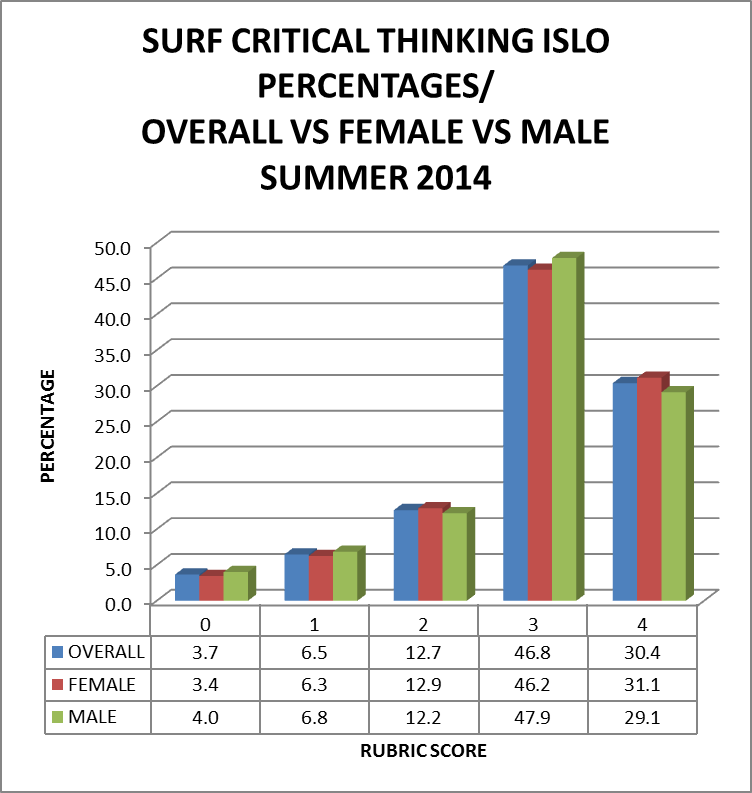 SURF CRITICAL THINKING ISLO
PERCENTAGES/
OVERALL VS FEMALE VS MALE
SUMMER 2014
50.0
45.0
40.0
35.0
30.0
25.0
20.0
15.0
10.0
5.0
0.0
PERCENTAGE
0 1 2 3 4
OVERALL 3.7 6.5 12.7 46.8 30.4
FEMALE 3.4 6.3 12.9 46.2 31.1
MALE 4.0 6.8 12.2 47.9 29.1
RUBRIC SCORE